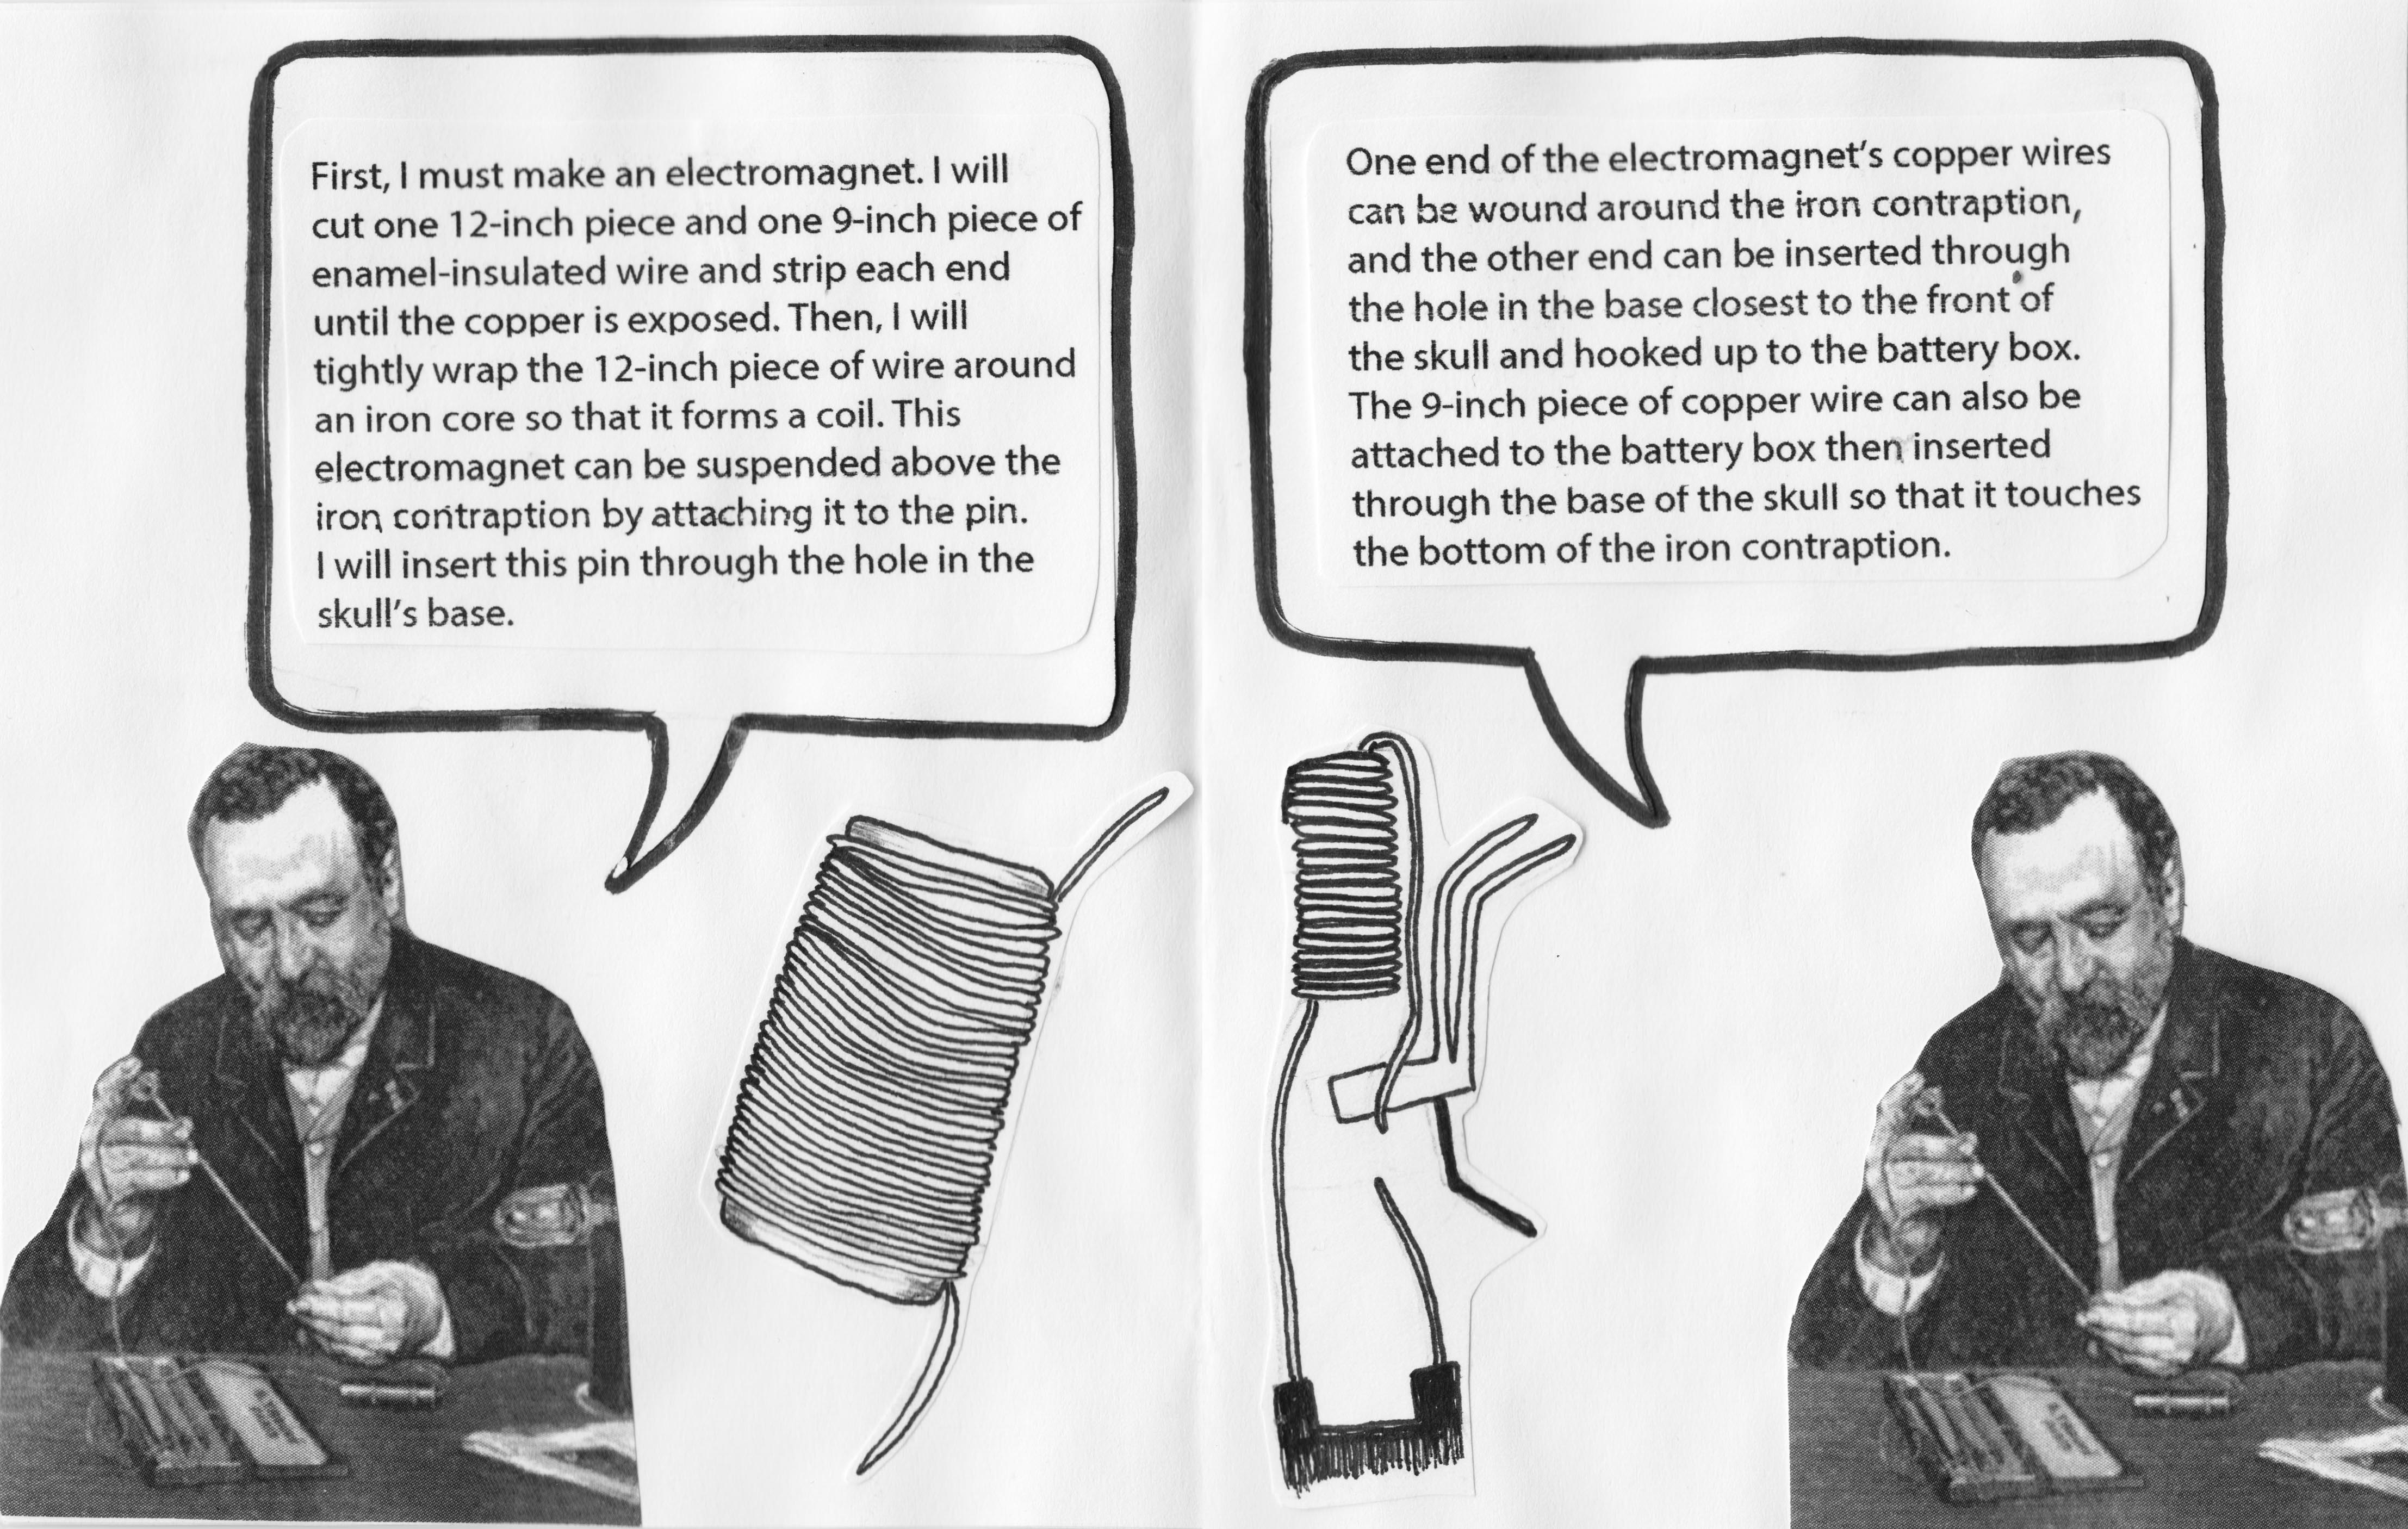 First, I must make an electromagnet. I will
cut one 12-inch piece and one 9-inch piece of
enamel-insulated wire and strip each end
until the copper is exposed. Then, I will
tightly wrap the 12-inch piece of wire around
an iron core so that it forms a coil. This
electromagnet can be suspended above the
iron contraption by attaching it to the pin.
I will insert this pin through the hole in the
skull's base.
One end of the electromagnet's copper wires
can be wound around the iron contraption,
and the other end can be inserted through
the hole in the base closest to the front of
the skull and hooked up to the battery box.
The 9-inch piece of copper wire can also be
attached to the battery box then inserted
through the base of the skull so that it touches
the bottom of the iron contraption.